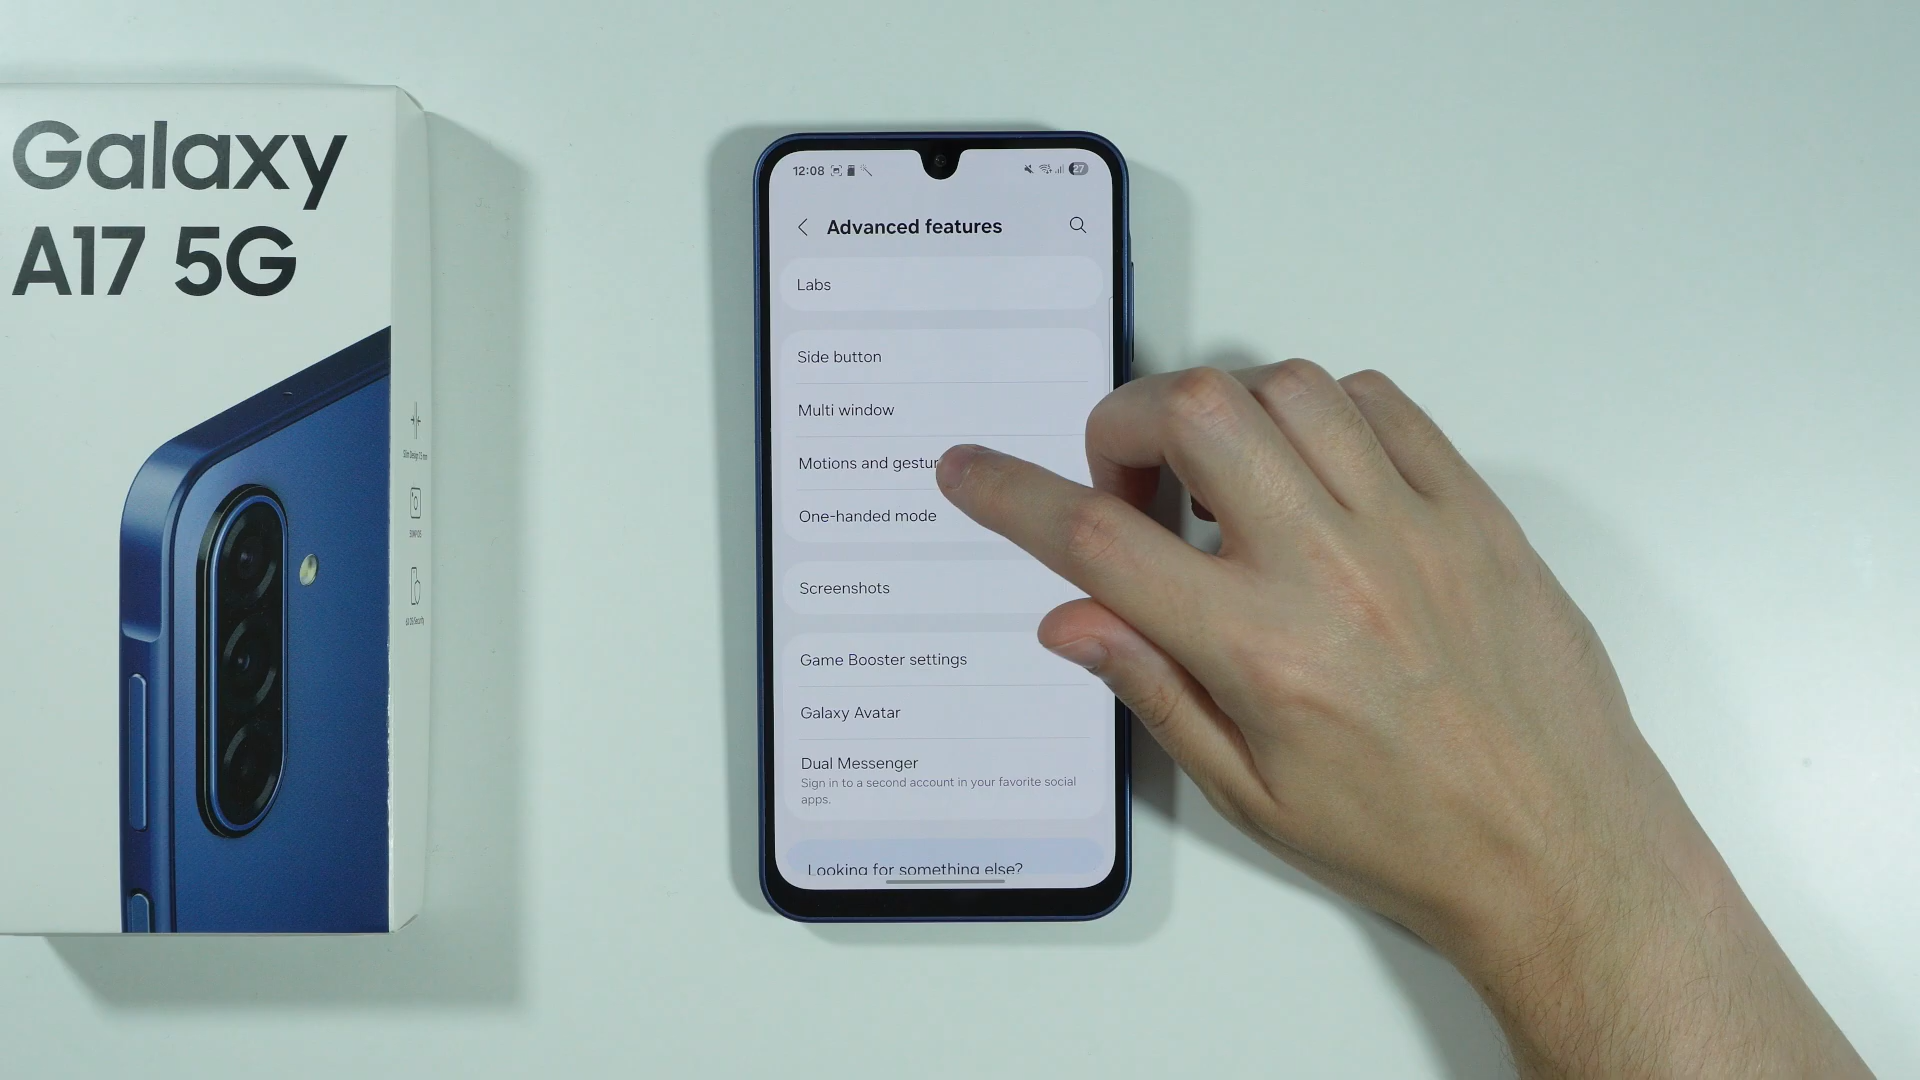 Galaxy
A17 5G
12:08
27
Advanced features
Labs
Side button
Multi window
Motions and gestur
One-handed mode
Screenshots
Game Booster settings
Galaxy Avatar
Dual Messenger
Sign in to a second account in your favorite social
apps.
Looking for something else?